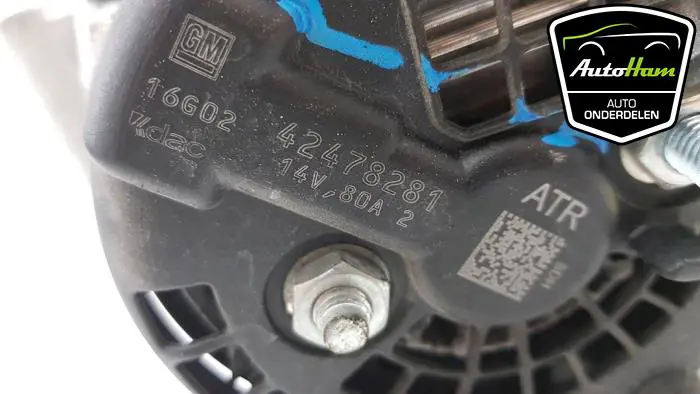 GM
16G02
dac
42478281
14V, 80A 2
ATR
AutoHam
AUTO
ONDERDELEN